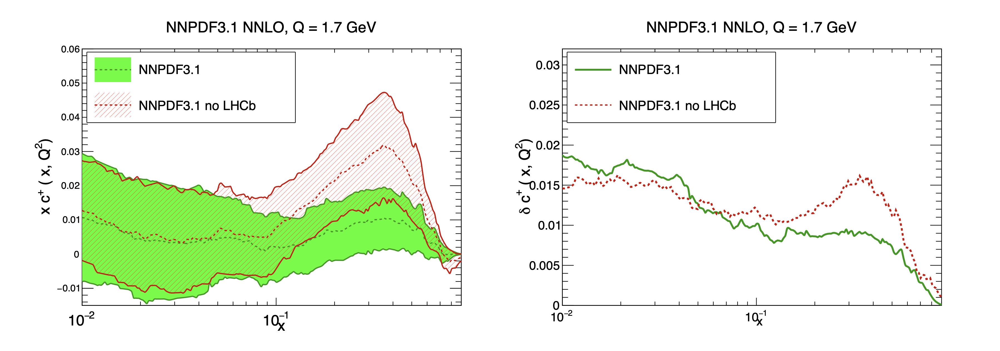 NNPDF3.1 NNLO, Q = 1.7 GeV
0.06
0.05
0.04
0.03
0.02
0.01
0
−0.01
x c⁺ ( x, Q²)
NNPDF3.1
NNPDF3.1 no LHCb
10⁻²
10⁻¹
x
NNPDF3.1 NNLO, Q = 1.7 GeV
0.03
0.025
0.02
0.015
0.01
0.005
0
δ c⁺ ( x, Q²)
NNPDF3.1
NNPDF3.1 no LHCb
10⁻²
10⁻¹
x